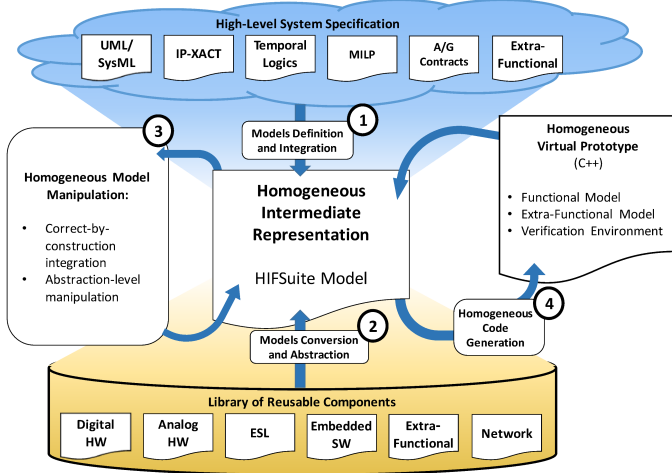 High-Level System Specification
UML/
SysML
IP-XACT
Temporal
Logics
MILP
A/G
Contracts
Extra-
Functional
1
Models Definition
and Integration
3
Homogeneous Model
Manipulation:
• Correct-by-
construction
integration
• Abstraction-level
manipulation
Homogeneous
Intermediate
Representation
HIFSuite Model
Homogeneous
Virtual Prototype
(C++)
• Functional Model
• Extra-Functional Model
• Verification Environment
2
Models Conversion
and Abstraction
4
Homogeneous
Code
Generation
Library of Reusable Components
Digital
HW
Analog
HW
ESL
Embedded
SW
Extra-
Functional
Network